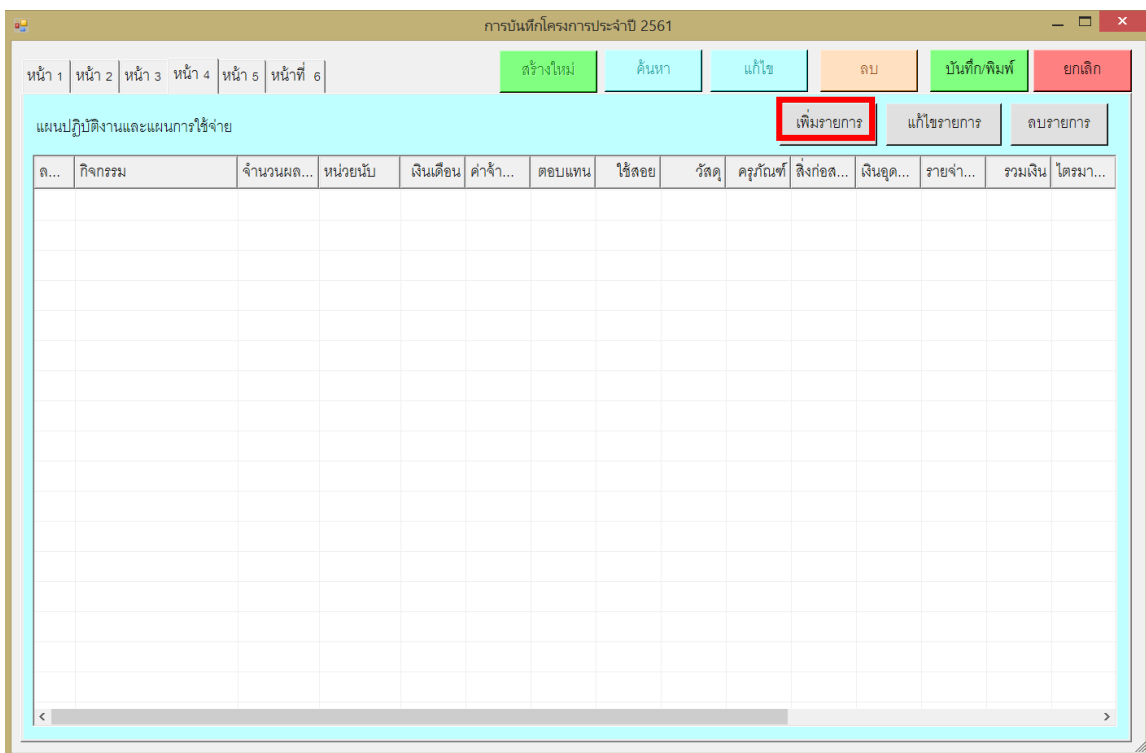 การบันทึกโครงการประจำปี 2561
หน้า 1 หน้า 2 หน้า 3 หน้า 4 หน้า 5 หน้าที่ 6 สร้างใหม่ ค้นหา แก้ไข ลบ บันทึก/พิมพ์ ยกเลิก
แผนปฏิบัติงานและแผนการใช้จ่าย เพิ่มรายการ แก้ไขรายการ ลบรายการ
ล... กิจกรรม จำนวนผล... หน่วยนับ เงินเดือน ค่าจ้า... ตอบแทน ใช้สอย วัสดุ ครุภัณฑ์ สิ่งก่อส... เงินอุด... รายจ่า... รวมเงิน ไตรมา...